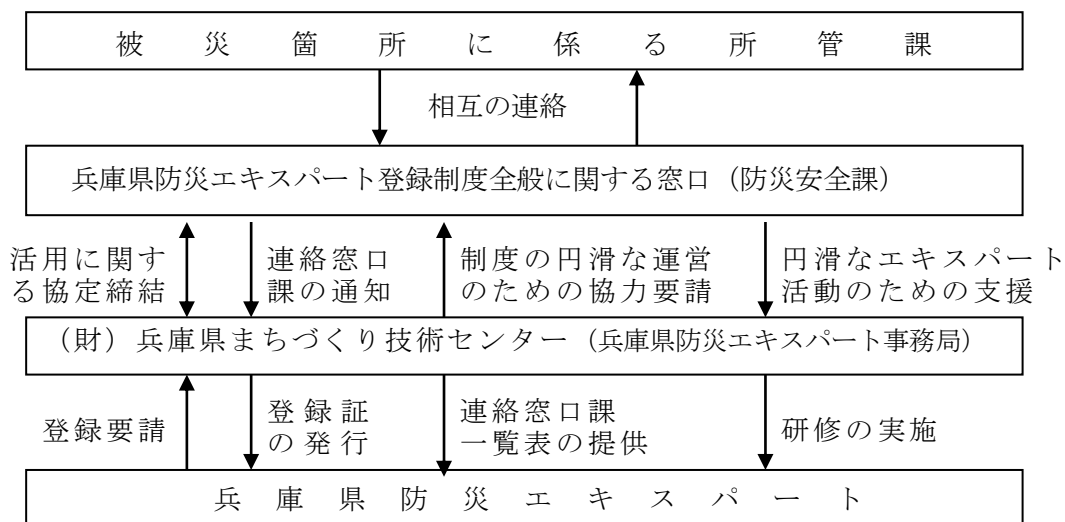 被災箇所に係る所管課
相互の連絡
兵庫県防災エキスパート登録制度全般に関する窓口（防災安全課）
活用に関す
る協定締結
連絡窓口
課の通知
制度の円滑な運営
のための協力要請
円滑なエキスパート
活動のための支援
（財）兵庫県まちづくり技術センター（兵庫県防災エキスパート事務局）
登録要請
登録証
の発行
連絡窓口課
一覧表の提供
研修の実施
兵庫県防災エキスパート